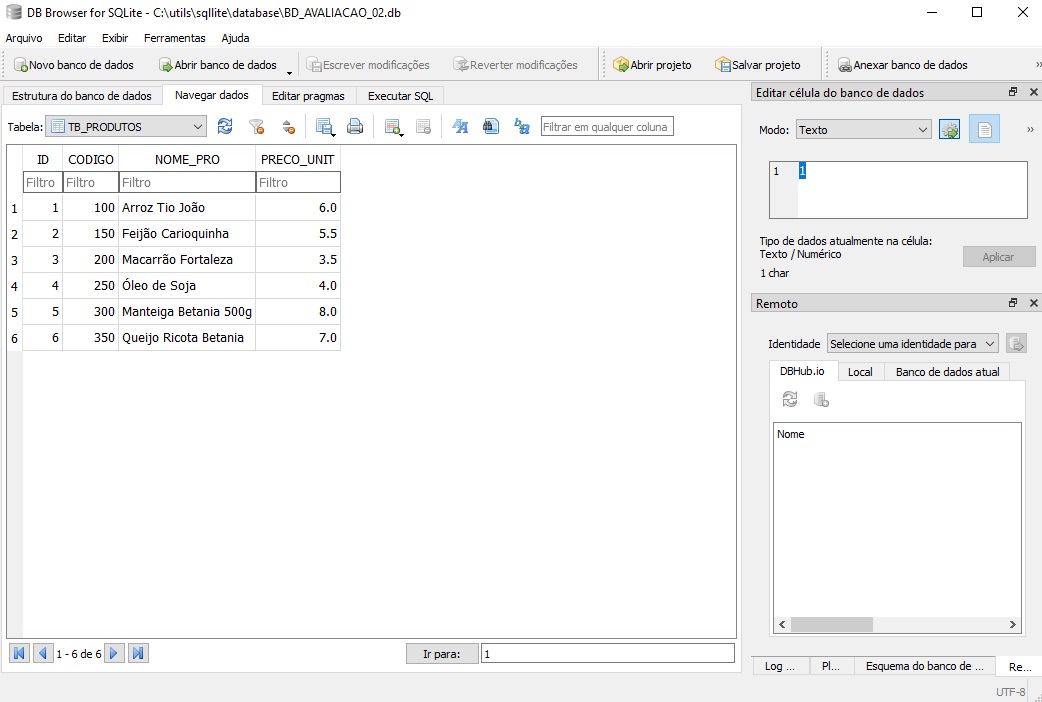 DB Browser for SQLite - C:\utils\sqllite\database\BD_AVALIACAO_02.db
Arquivo Editar Exibir Ferramentas Ajuda
Novo banco de dados Abrir banco de dados Escrever modificações Reverter modificações Abrir projeto Salvar projeto Anexar banco de dados »
Estrutura do banco de dados Navegar dados Editar pragmas Executar SQL
Tabela: TB_PRODUTOS Filtrar em qualquer coluna
ID CODIGO NOME_PRO PRECO_UNIT
Filtro Filtro Filtro Filtro
1 1 100 Arroz Tio João 6.0
2 2 150 Feijão Carioquinha 5.5
3 3 200 Macarrão Fortaleza 3.5
4 4 250 Óleo de Soja 4.0
5 5 300 Manteiga Betania 500g 8.0
6 6 350 Queijo Ricota Betania 7.0
1 - 6 de 6 Ir para: 1
Editar célula do banco de dados
Modo: Texto »
1 1
Tipo de dados atualmente na célula:
Texto / Numérico
Aplicar
1 char
Remoto
Identidade Selecione uma identidade para
DBHub.io Local Banco de dados atual
Nome
Log ... Pl... Esquema do banco de ... Re...
UTF-8